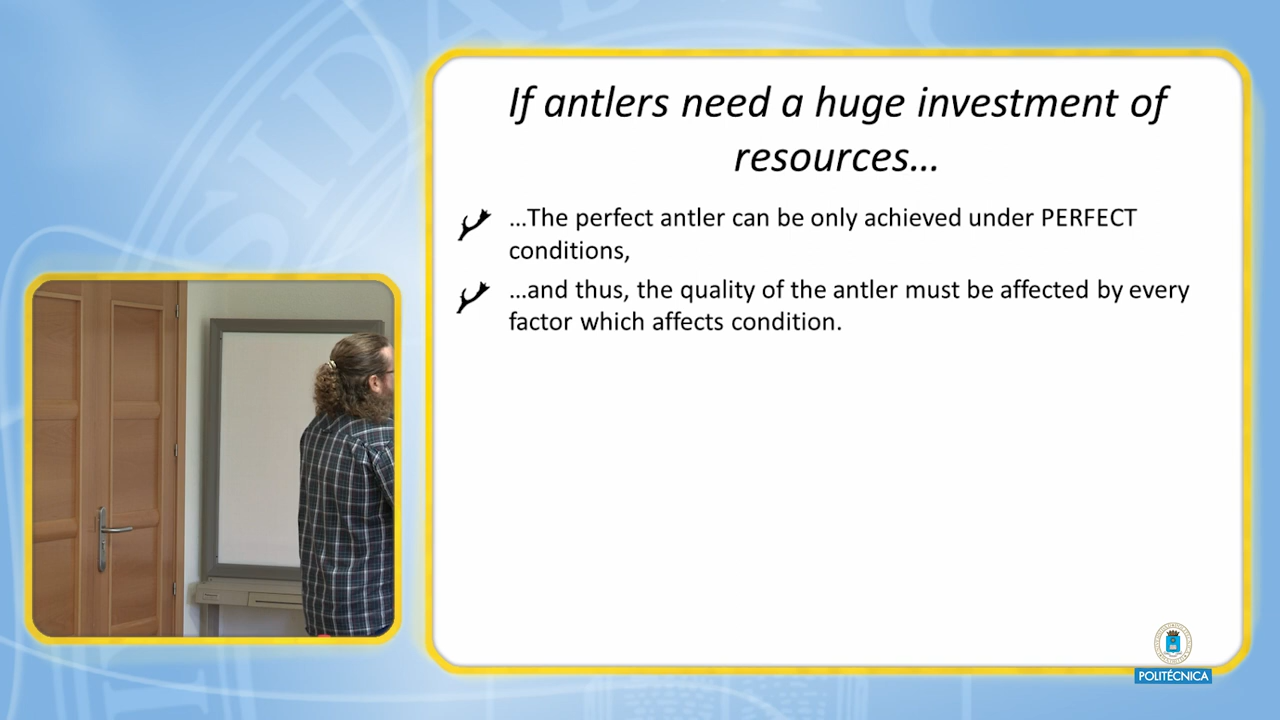 If antlers need a huge investment of
resources...
...The perfect antler can be only achieved under PERFECT
conditions,
...and thus, the quality of the antler must be affected by every
factor which affects condition.
POLITÉCNICA